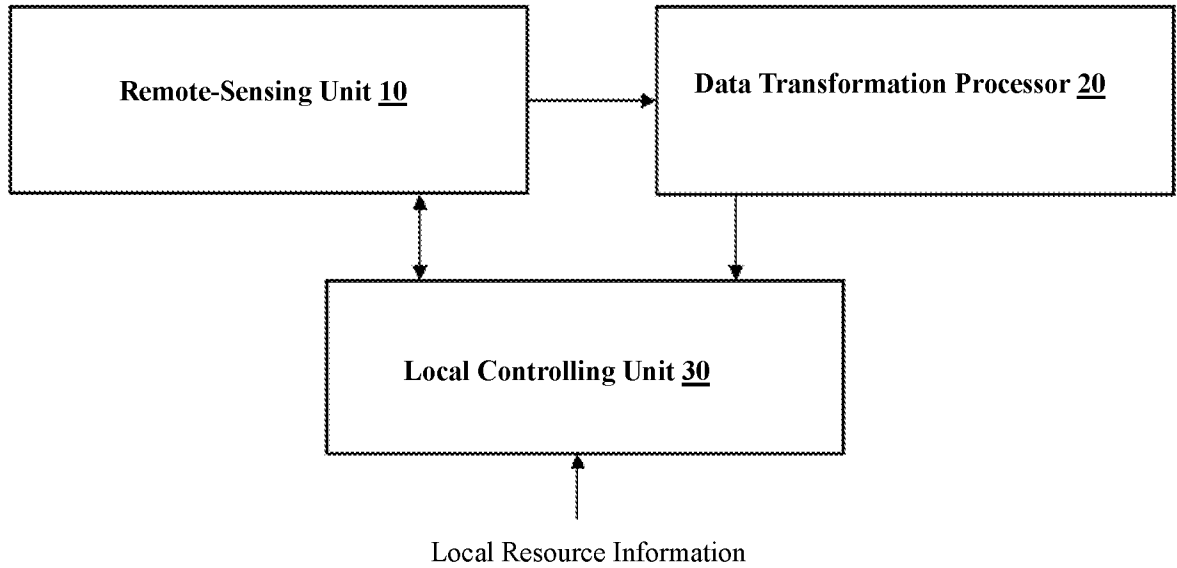 Remote-Sensing Unit 10
Data Transformation Processor 20
Local Controlling Unit 30
Local Resource Information